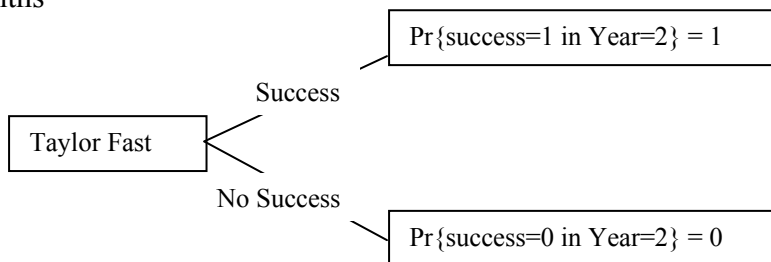 Pr{success=1 in Year=2} = 1
Success
Taylor Fast
No Success
Pr{success=0 in Year=2} = 0